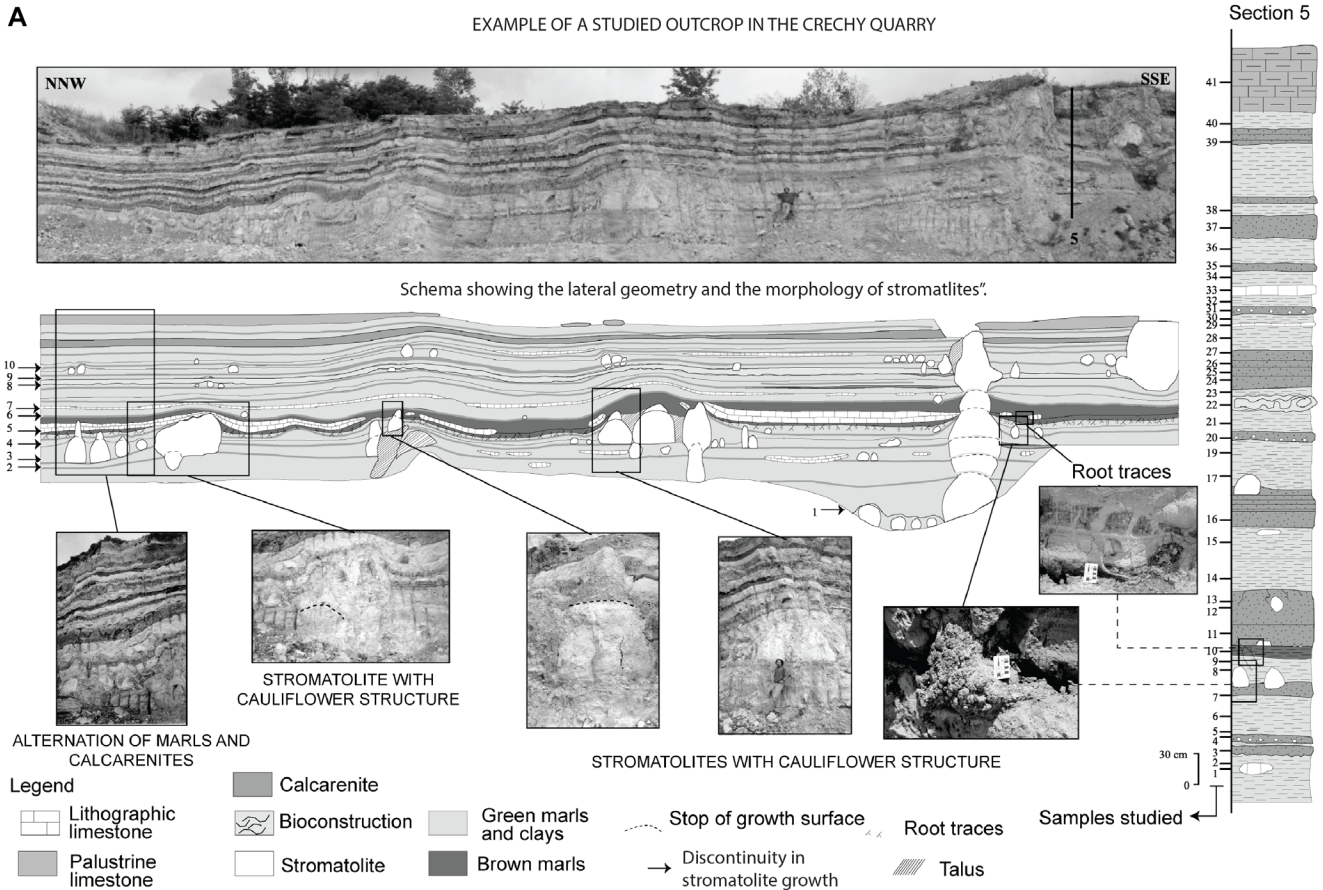 A
EXAMPLE OF A STUDIED OUTCROP IN THE CRECHY QUARRY
Section 5
NNW
SSE
5
Schema showing the lateral geometry and the morphology of stromatlites”.
10
9
8
7
6
5
4
3
2
1
Root traces
STROMATOLITE WITH
CAULIFLOWER STRUCTURE
ALTERNATION OF MARLS AND
CALCARENITES
STROMATOLITES WITH CAULIFLOWER STRUCTURE
41
40
39
38
37
36
35
34
33
32
31
30
29
28
27
26
25
24
23
22
21
20
19
17
16
15
14
13
12
11
10
9
8
7
6
5
4
3
2
1
30 cm
0
Samples studied
Legend
Lithographic
limestone
Palustrine
limestone
Calcarenite
Bioconstruction
Stromatolite
Green marls
and clays
Brown marls
Stop of growth surface
Discontinuity in
stromatolite growth
Root traces
Talus